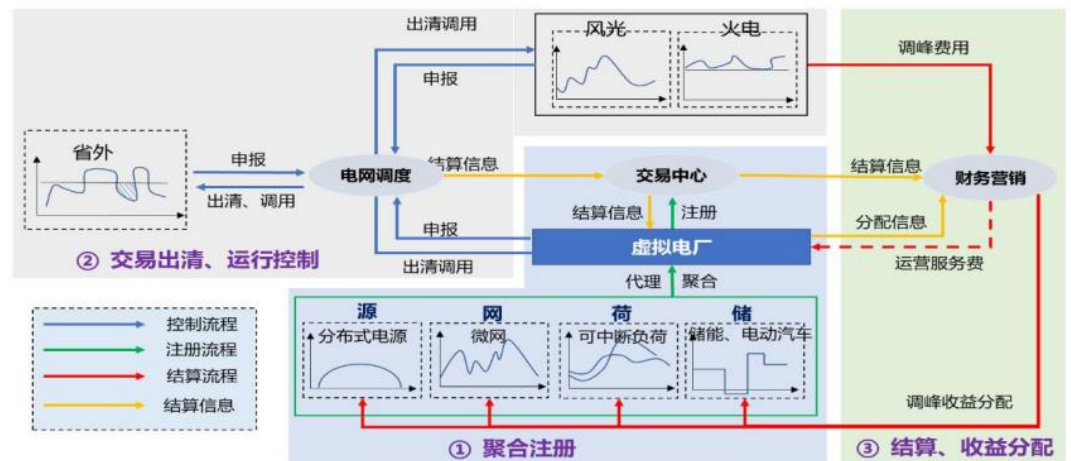 出清调用
风光
火电
调峰费用
申报
省外
申报
出清、调用
电网调度
结算信息
交易中心
结算信息
财务营销
结算信息
注册
申报
虚拟电厂
分配信息
出清调用
运营服务费
② 交易出清、运行控制
代理
聚合
源
网
荷
储
分布式电源
微网
可中断负荷
储能、电动汽车
控制流程
注册流程
结算流程
结算信息
调峰收益分配
① 聚合注册
③ 结算、收益分配